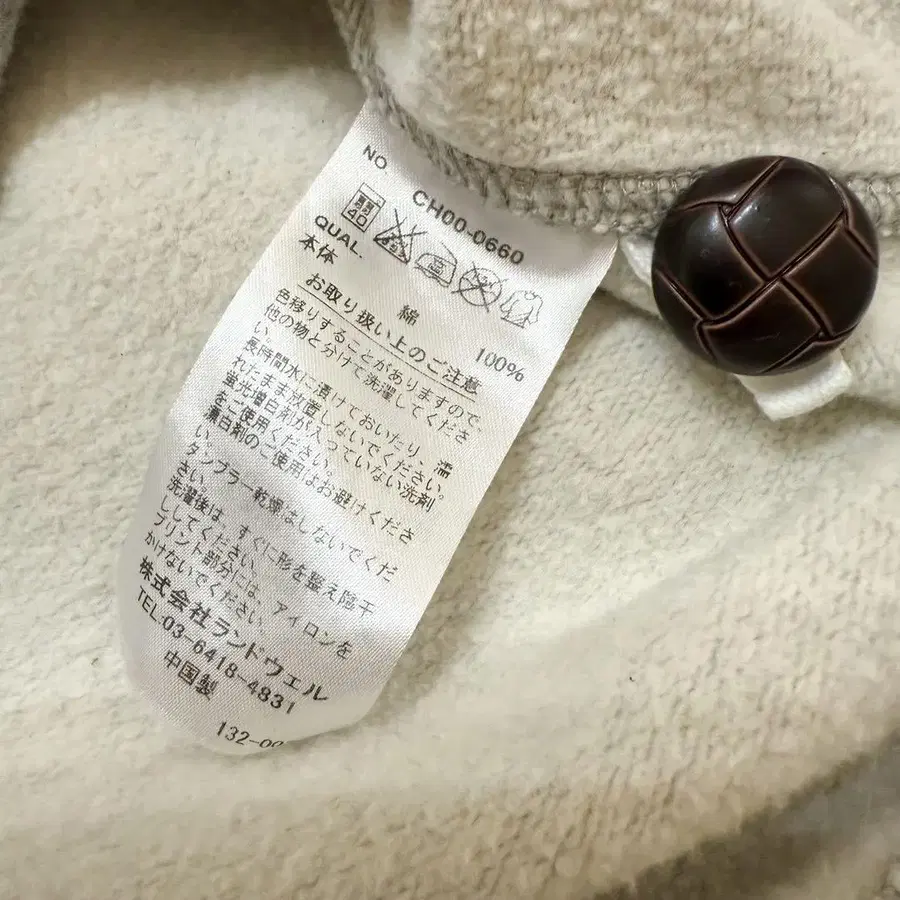 NO. CH00-0660
40
QUAL.
本体 綿 100%
お取り扱い上のご注意
色移りすることがありますので、
他の物と分けて洗濯してくださ
い。
長時間水に漬けておいたり、濡
れたまま放置しないでください。
蛍光増白剤が入っていない洗剤
をご使用ください。
漂白剤のご使用はお避けくださ
い。
タンブラー乾燥はしないでくだ
さい。
洗濯後は、すぐに形を整え陰干
ししてください。
プリント部分には、アイロンを
かけないでください。
株式会社ランドウェル
TEL:03-6418-4831
中国製